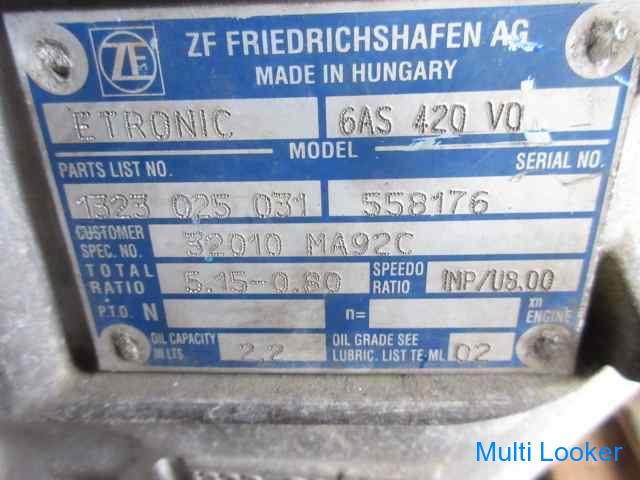 ZF
ZF FRIEDRICHSHAFEN AG
MADE IN HUNGARY
ETRONIC 6AS 420 VO
MODEL
PARTS LIST NO. SERIAL NO.
1323 025 031 558176
CUSTOMER SPEC. NO. 32010 MA92C
TOTAL RATIO 5.15-0.80 SPEEDO RATIO INP/U8.00
P.T.O. N n= xn ENGINE
OIL CAPACITY IN LTS. 2.2 OIL GRADE SEE LUBRIC. LIST TE-ML 02
Multi Looker